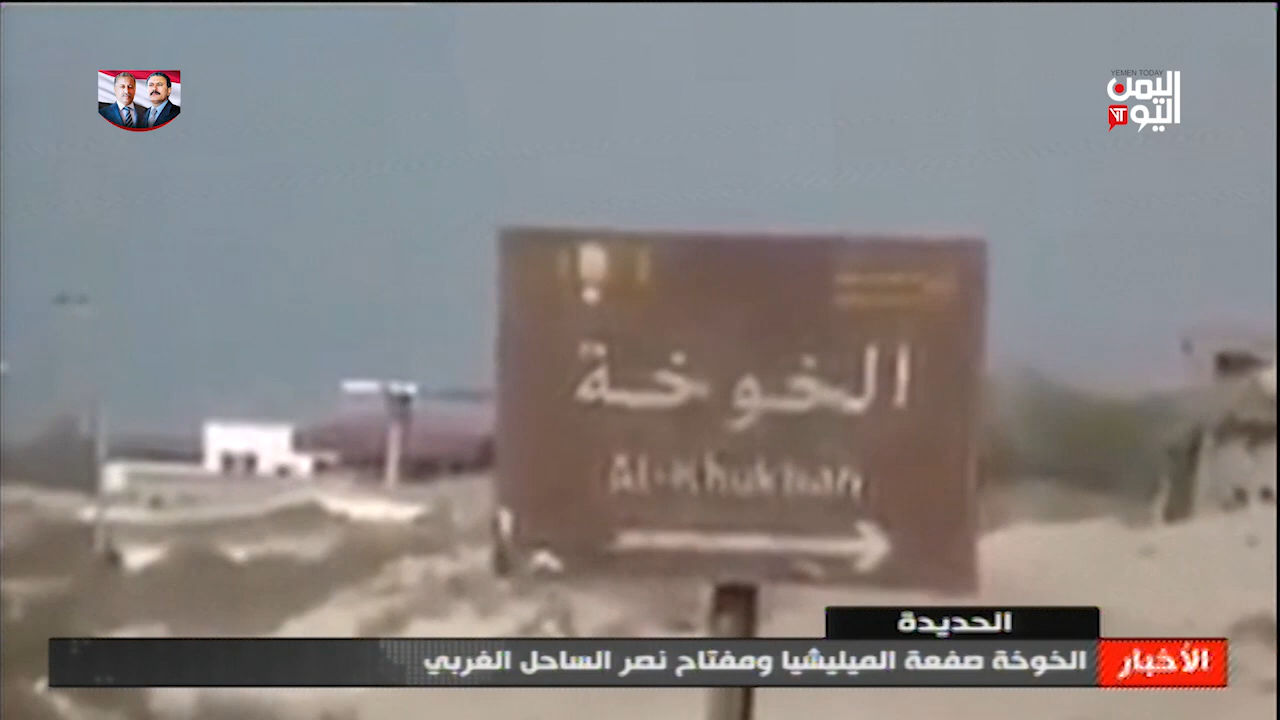 YEMEN TODAY
اليمن
اليوم
الخوخة
Al-Khukhah
الحديدة
الأخبار
الخوخة صفعة الميليشيا ومفتاح نصر الساحل الغربي